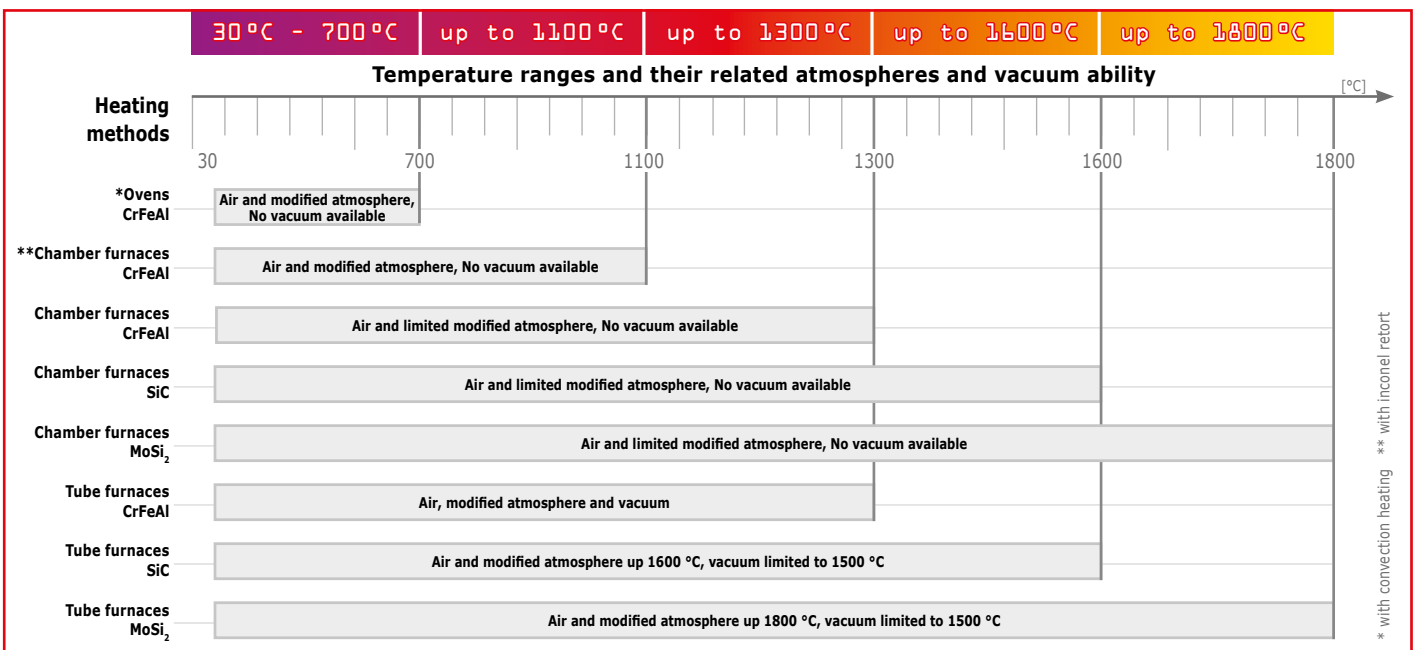 30°C - 700°C up to 1100°C up to 1300°C up to 1600°C up to 1800°C
Temperature ranges and their related atmospheres and vacuum ability
[°C]
Heating
methods
30 700 1100 1300 1600 1800
*Ovens
CrFeAl
Air and modified atmosphere,
No vacuum available
**Chamber furnaces
CrFeAl
Air and modified atmosphere, No vacuum available
Chamber furnaces
CrFeAl
Air and limited modified atmosphere, No vacuum available
Chamber furnaces
SiC
Air and limited modified atmosphere, No vacuum available
Chamber furnaces
MoSi₂
Air and limited modified atmosphere, No vacuum available
Tube furnaces
CrFeAl
Air, modified atmosphere and vacuum
Tube furnaces
SiC
Air and modified atmosphere up 1600 °C, vacuum limited to 1500 °C
Tube furnaces
MoSi₂
Air and modified atmosphere up 1800 °C, vacuum limited to 1500 °C
* with convection heating ** with inconel retort